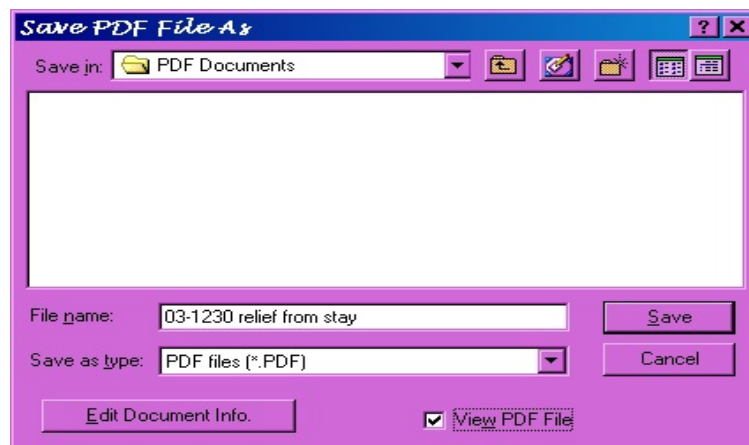 Save PDF File As
Save in: PDF Documents
File name: 03-1230 relief from stay
Save
Save as type: PDF files (*.PDF)
Cancel
Edit Document Info.
View PDF File